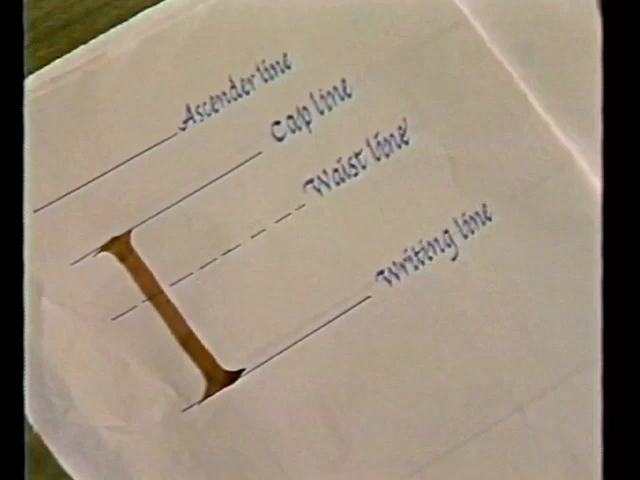 Ascender line
Cap line
Waist line
Writing line
I